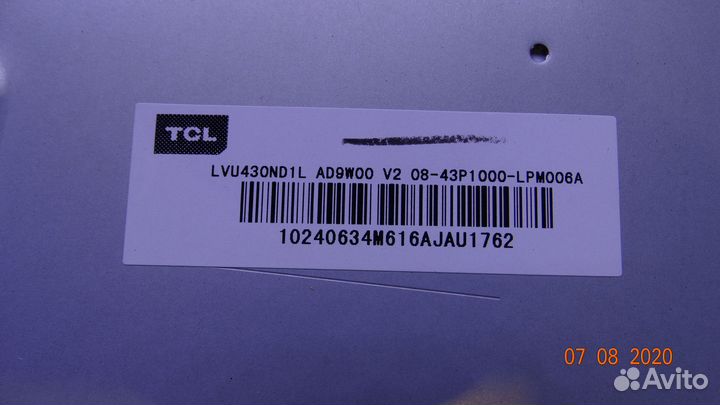 TCL
LVU430ND1L AD9W00 V2 08-43P1000-LPM006A
10240634M616AJAU1762
07 08 2020
Avito